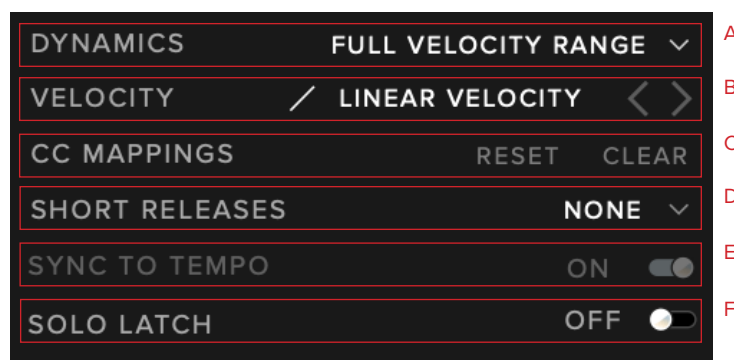 DYNAMICS FULL VELOCITY RANGE A
VELOCITY LINEAR VELOCITY B
CC MAPPINGS RESET CLEAR C
SHORT RELEASES NONE D
SYNC TO TEMPO ON E
SOLO LATCH OFF F